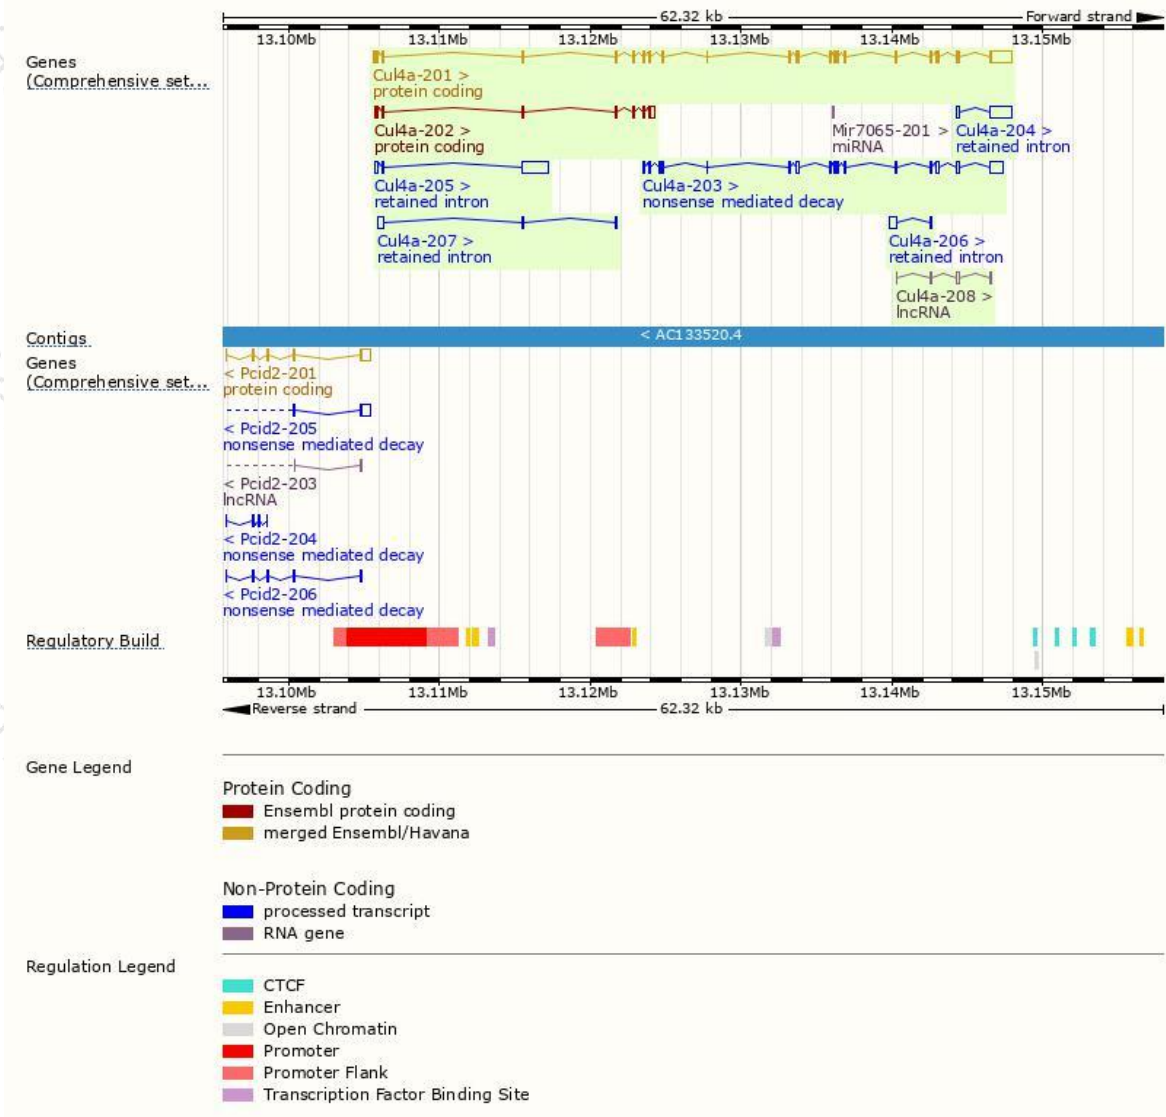 62.32 kb
Forward strand
13.10Mb 13.11Mb 13.12Mb 13.13Mb 13.14Mb 13.15Mb
Genes
(Comprehensive set...
Cul4a-201 >
protein coding
Cul4a-202 > Mir7065-201 > Cul4a-204 >
protein coding miRNA retained intron
Cul4a-205 > Cul4a-203 >
retained intron nonsense mediated decay
Cul4a-207 > Cul4a-206 >
retained intron retained intron
Cul4a-208 >
lncRNA
Contigs < AC133520.4
Genes
(Comprehensive set...
< Pcid2-201
protein coding
< Pcid2-205
nonsense mediated decay
< Pcid2-203
lncRNA
< Pcid2-204
nonsense mediated decay
< Pcid2-206
nonsense mediated decay
Regulatory Build
13.10Mb 13.11Mb 13.12Mb 13.13Mb 13.14Mb 13.15Mb
Reverse strand 62.32 kb
Gene Legend
Protein Coding
Ensembl protein coding
merged Ensembl/Havana
Non-Protein Coding
processed transcript
RNA gene
Regulation Legend
CTCF
Enhancer
Open Chromatin
Promoter
Promoter Flank
Transcription Factor Binding Site